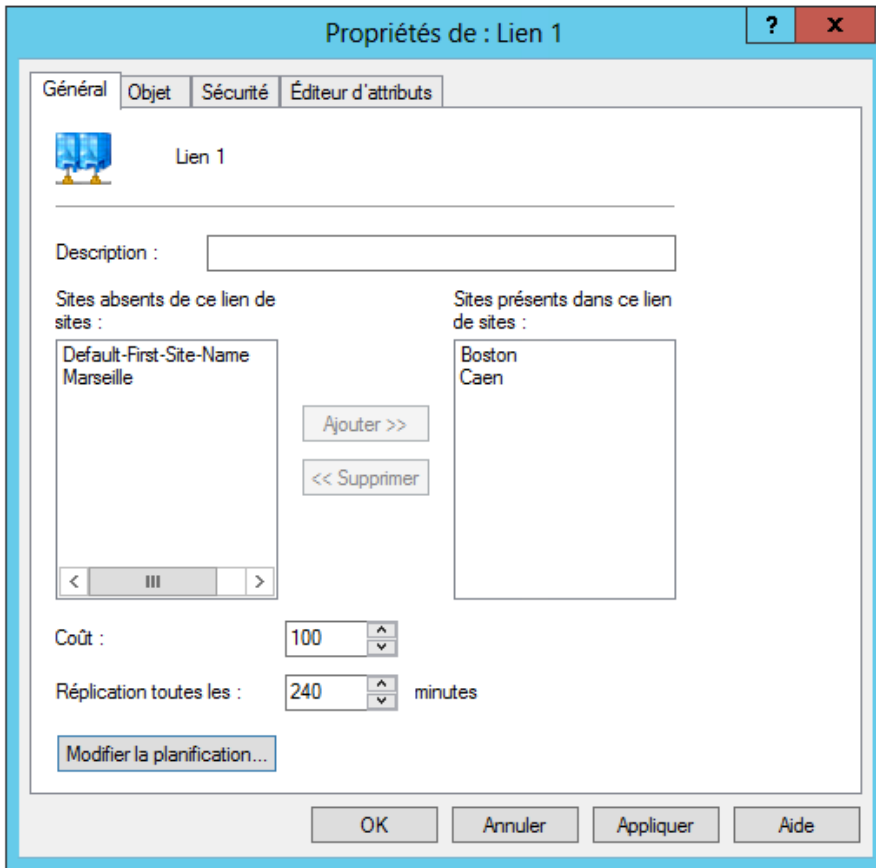 Propriétés de : Lien 1
? x
Général Objet Sécurité Éditeur d'attributs
Lien 1
Description :
Sites absents de ce lien de
sites :
Default-First-Site-Name
Marseille
Ajouter >>
<< Supprimer
Sites présents dans ce lien
de sites :
Boston
Caen
Coût :
100
Réplication toutes les :
240
minutes
Modifier la planification...
OK Annuler Appliquer Aide